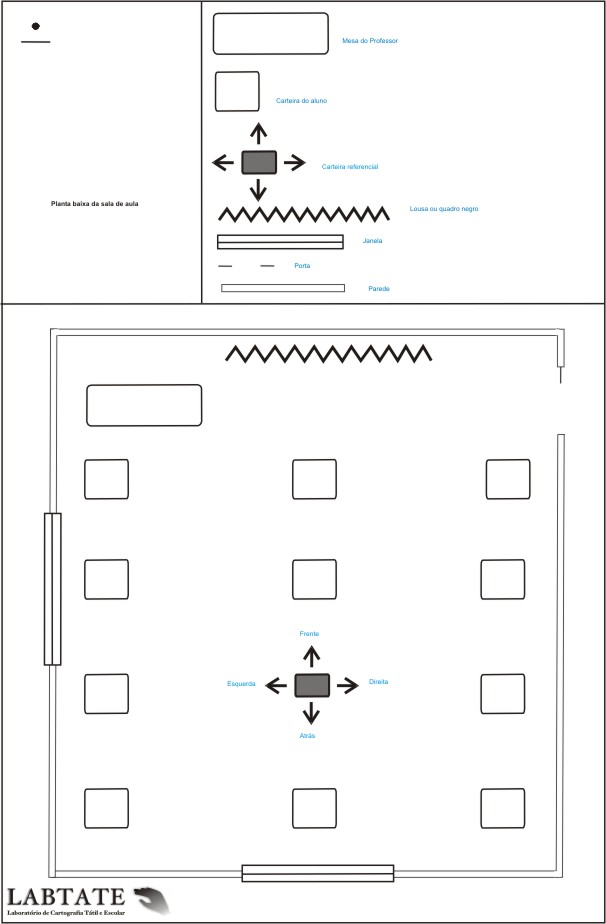 Mesa do Professor
Carteira do aluno
Carteira referencial
Planta baixa da sala de aula
Lousa ou quadro negro
Janela
Porta
Parede
Frente
Esquerda
Direita
Atrás
LABTATE
Laboratório de Cartografia Tátil e Escolar